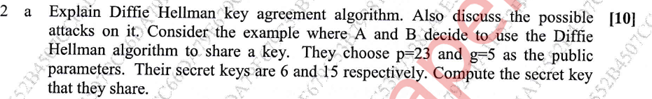 2 a Explain Diffie Hellman key agreement algorithm. Also discuss the possible [10]
attacks on it. Consider the example where A and B decide to use the Diffie
Hellman algorithm to share a key. They choose p=23 and g=5 as the public
parameters. Their secret keys are 6 and 15 respectively. Compute the secret key
that they share.